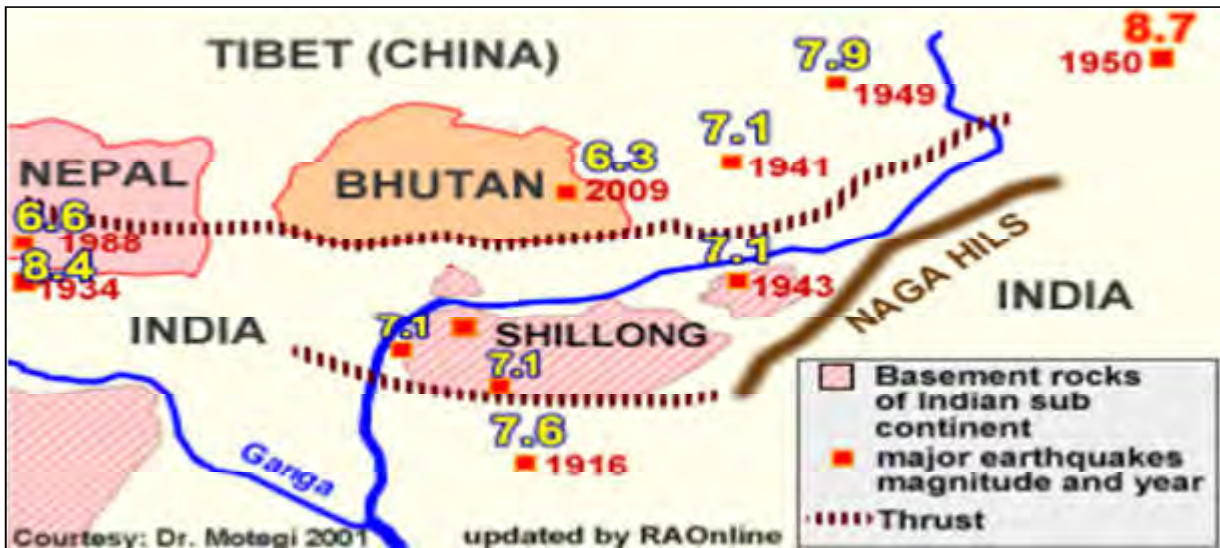 TIBET (CHINA)
8.7
1950
7.9
1949
7.1
1941
NEPAL
BHUTAN
6.3
2009
6.6
1988
8.4
1934
7.1
1943
NAGA HILS
INDIA
INDIA
7.1
SHILLONG
7.1
7.6
1916
Ganga
Basement rocks
of Indian sub
continent
major earthquakes
magnitude and year
Thrust
Courtesy: Dr. Motegi 2001
updated by RAOnline